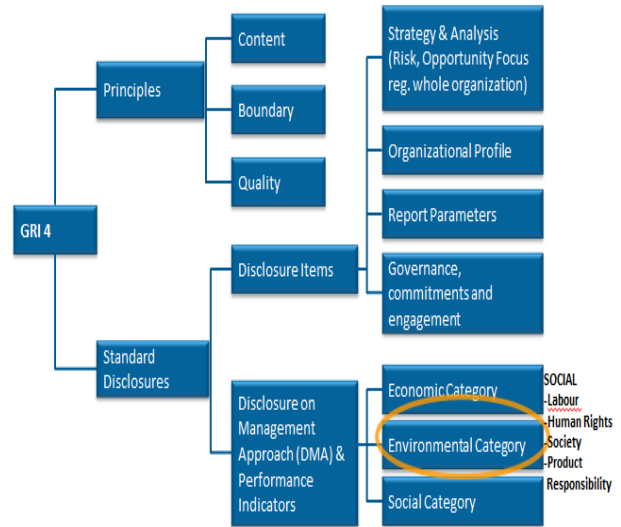 GRI 4
Principles
Content
Boundary
Quality
Standard
Disclosures
Disclosure Items
Strategy & Analysis
(Risk, Opportunity Focus
reg. whole organization)
Organizational Profile
Report Parameters
Governance,
commitments and
engagement
Disclosure on
Management
Approach (DMA) &
Performance
Indicators
Economic Category
Environmental Category
Social Category
SOCIAL
-Labour
-Human Rights
-Society
-Product
Responsibility